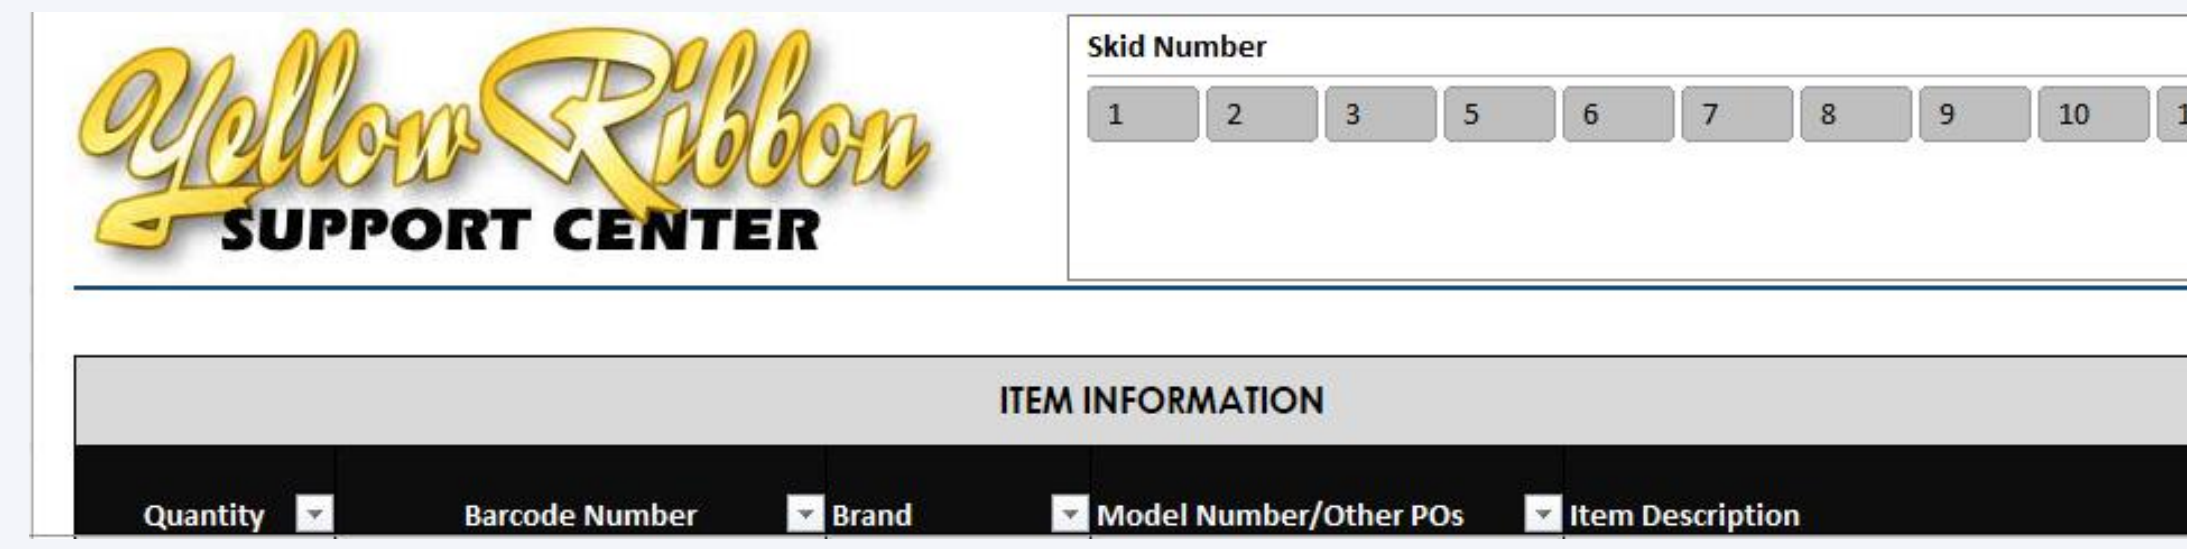 Yellow Ribbon
SUPPORT CENTER
Skid Number
1 2 3 5 6 7 8 9 10
ITEM INFORMATION
Quantity Barcode Number Brand Model Number/Other POs Item Description